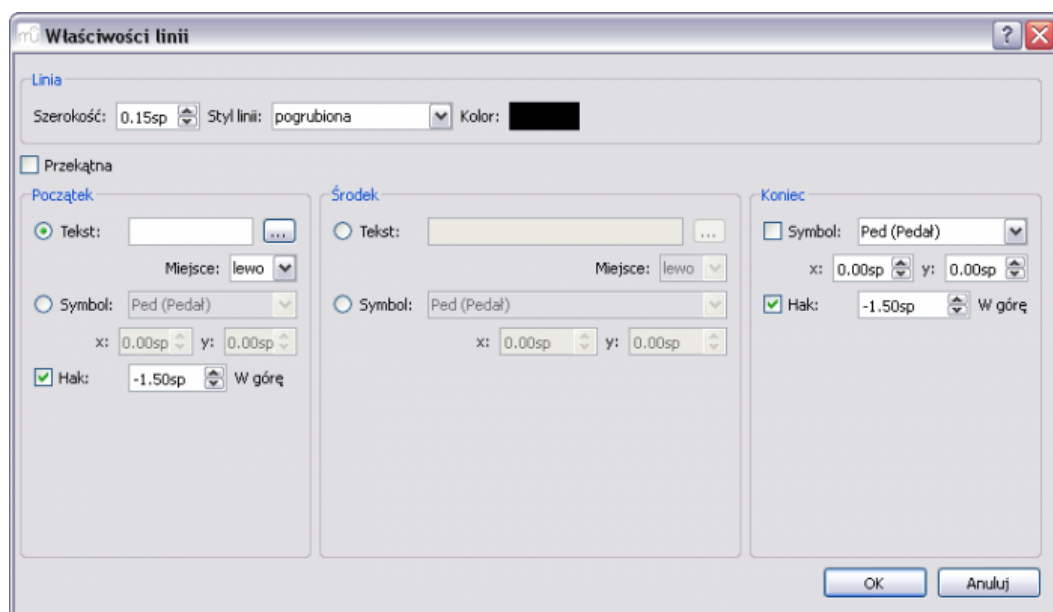 Właściwości linii
Linia
Szerokość: 0.15sp Styl linii: pogrubiona Kolor:
Przekątna
Początek
Tekst: ...
Miejsce: lewo
Symbol: Ped (Pedał)
x: 0.00sp y: 0.00sp
Hak: -1.50sp W górę
Środek
Tekst: ...
Miejsce: lewo
Symbol: Ped (Pedał)
x: 0.00sp y: 0.00sp
Koniec
Symbol: Ped (Pedał)
x: 0.00sp y: 0.00sp
Hak: -1.50sp W górę
OK Anuluj